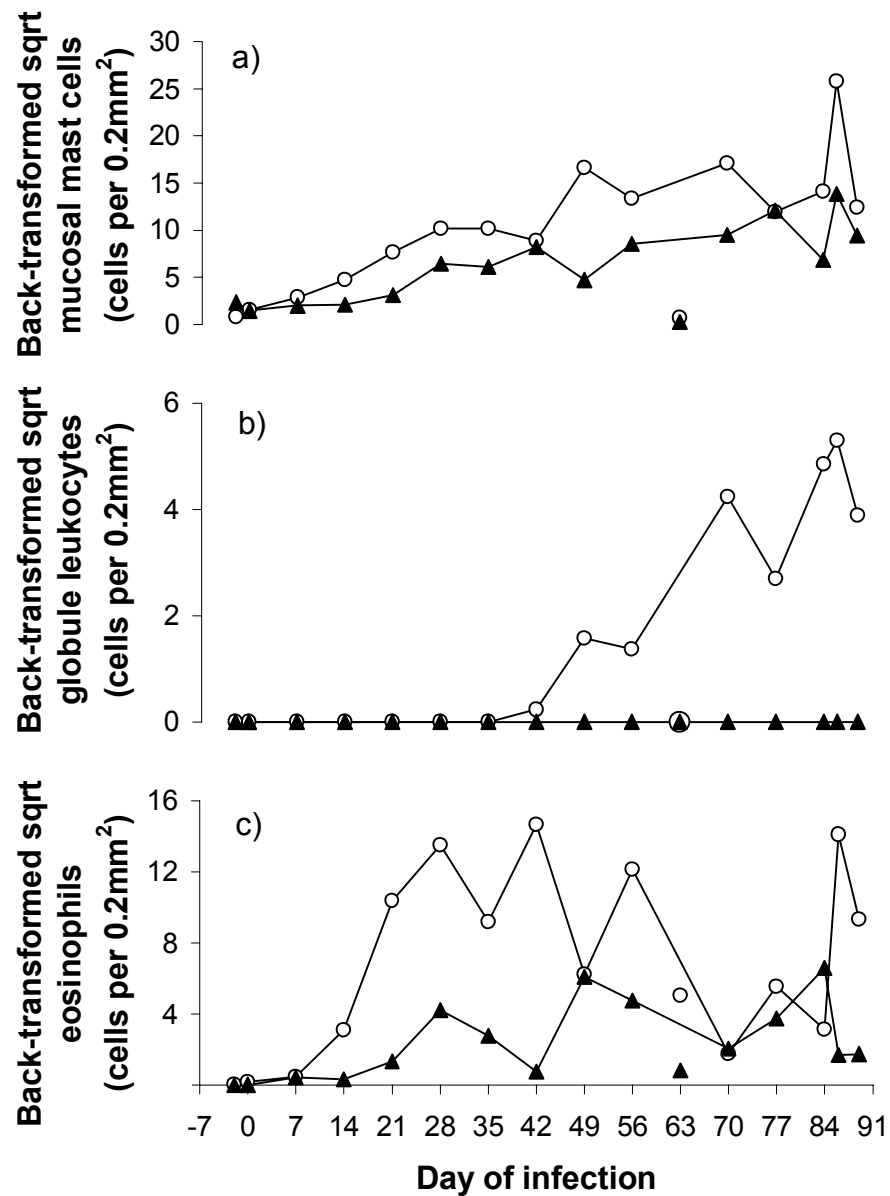 Back-transformed sqrt
mucosal mast cells
(cells per 0.2mm²)
a)
30
25
20
15
10
5
0
Back-transformed sqrt
globule leukocytes
(cells per 0.2mm²)
b)
6
4
2
0
Back-transformed sqrt
eosinophils
(cells per 0.2mm²)
c)
16
12
8
4
-7 0 7 14 21 28 35 42 49 56 63 70 77 84 91
Day of infection